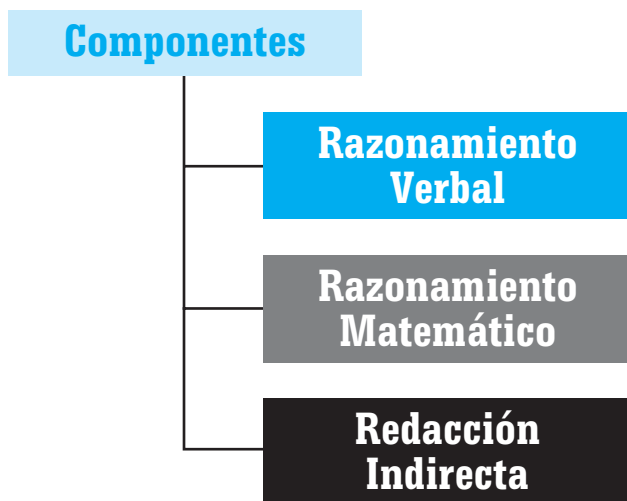 Componentes
Razonamiento
Verbal
Razonamiento
Matemático
Redacción
Indirecta